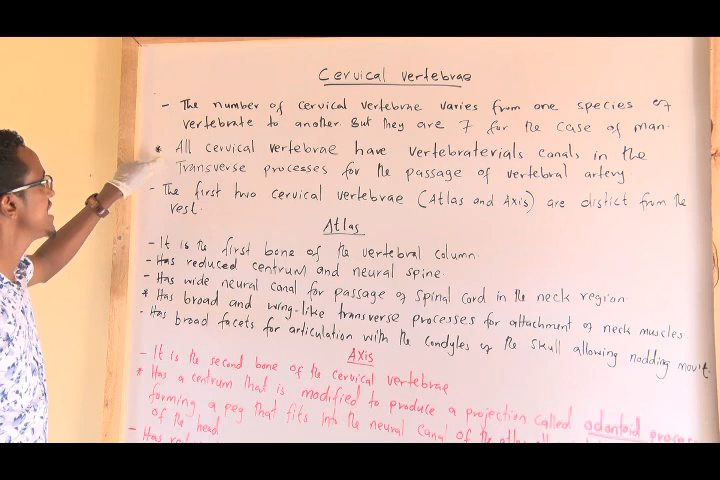 Cervical vertebrae
- The number of cervical vertebrae varies from one species of
vertebrate to another. But they are 7 for the case of man.
* All cervical vertebrae have vertebraterials canals in the
Transverse processes for the passage of vertebral artery.
- The first two cervical vertebrae (Atlas and Axis) are distict from the
rest.
Atlas
- It is the first bone of the vertebral column.
- Has reduced centrum and neural spine
- Has wide neural canal for passage of spinal cord in the neck region
* Has broad and wing-like transverse processes for attachment of neck muscles.
- Has broad facets for articulation with the condyles of the skull allowing nodding mov't
Axis
- It is the second bone of the cervical vertebrae
* Has a centrum that is modified to produce a projection called odontoid process
forming a peg that fits into the neural canal of the atlas
of the head
- Has